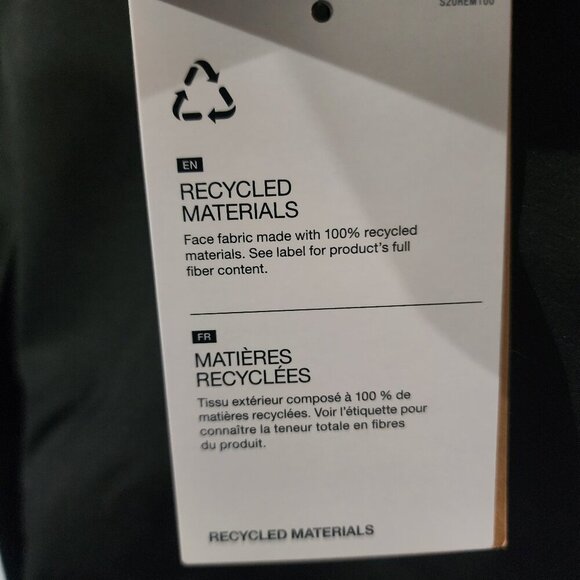 S20REM100
EN
RECYCLED
MATERIALS
Face fabric made with 100% recycled
materials. See label for product's full
fiber content.
FR
MATIÈRES
RECYCLÉES
Tissu extérieur composé à 100 % de
matières recyclées. Voir l'étiquette pour
connaître la teneur totale en fibres
du produit.
RECYCLED MATERIALS